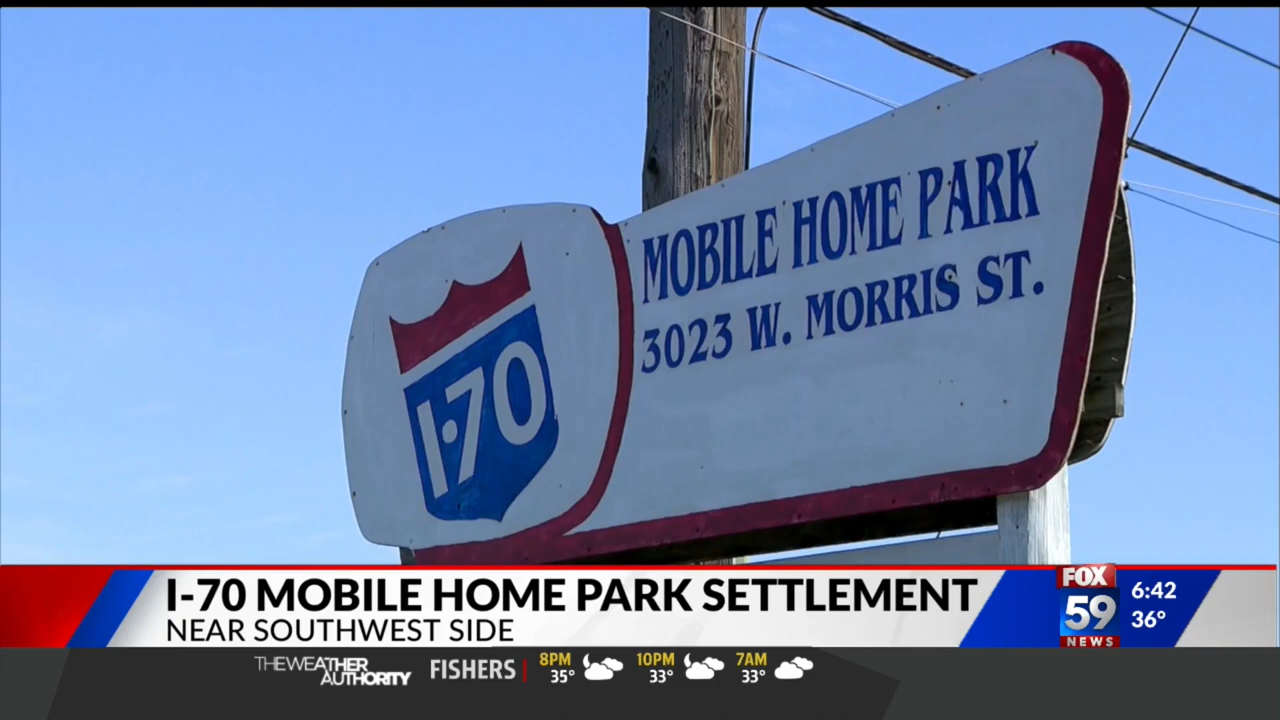 MOBILE HOME PARK
3023 W. MORRIS ST.
I-70
I-70 MOBILE HOME PARK SETTLEMENT
NEAR SOUTHWEST SIDE
FOX
59
NEWS
6:42
36°
THE WEATHER
AUTHORITY
FISHERS
8PM
35°
10PM
33°
7AM
33°